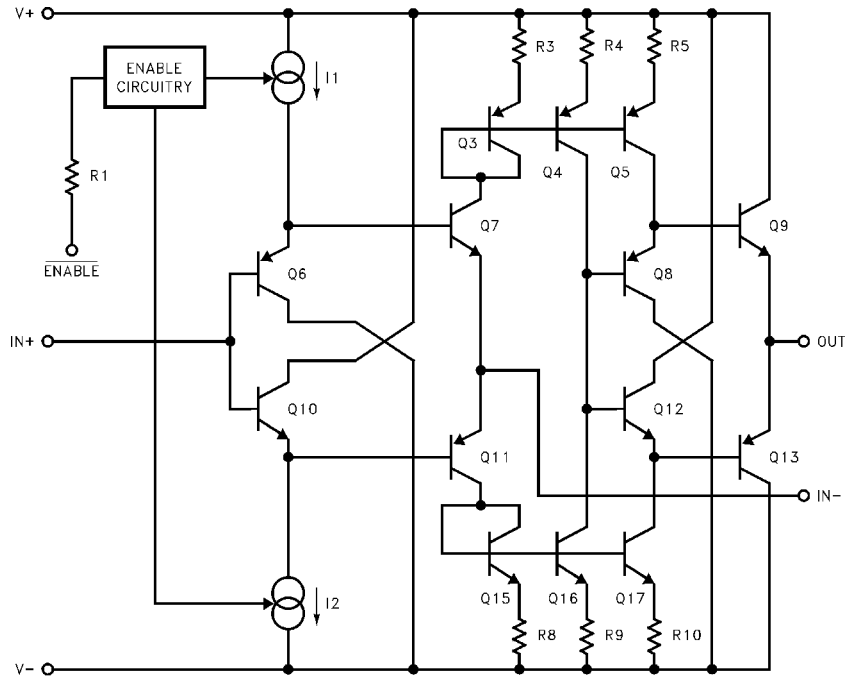 V+
R3
R4
R5
ENABLE
CIRCUITRY
I1
Q3
Q4
Q5
R1
Q7
Q9
ENABLE
Q6
Q8
IN+
OUT
Q10
Q12
Q11
Q13
IN-
I2
Q15
Q16
Q17
R8
R9
R10
V-